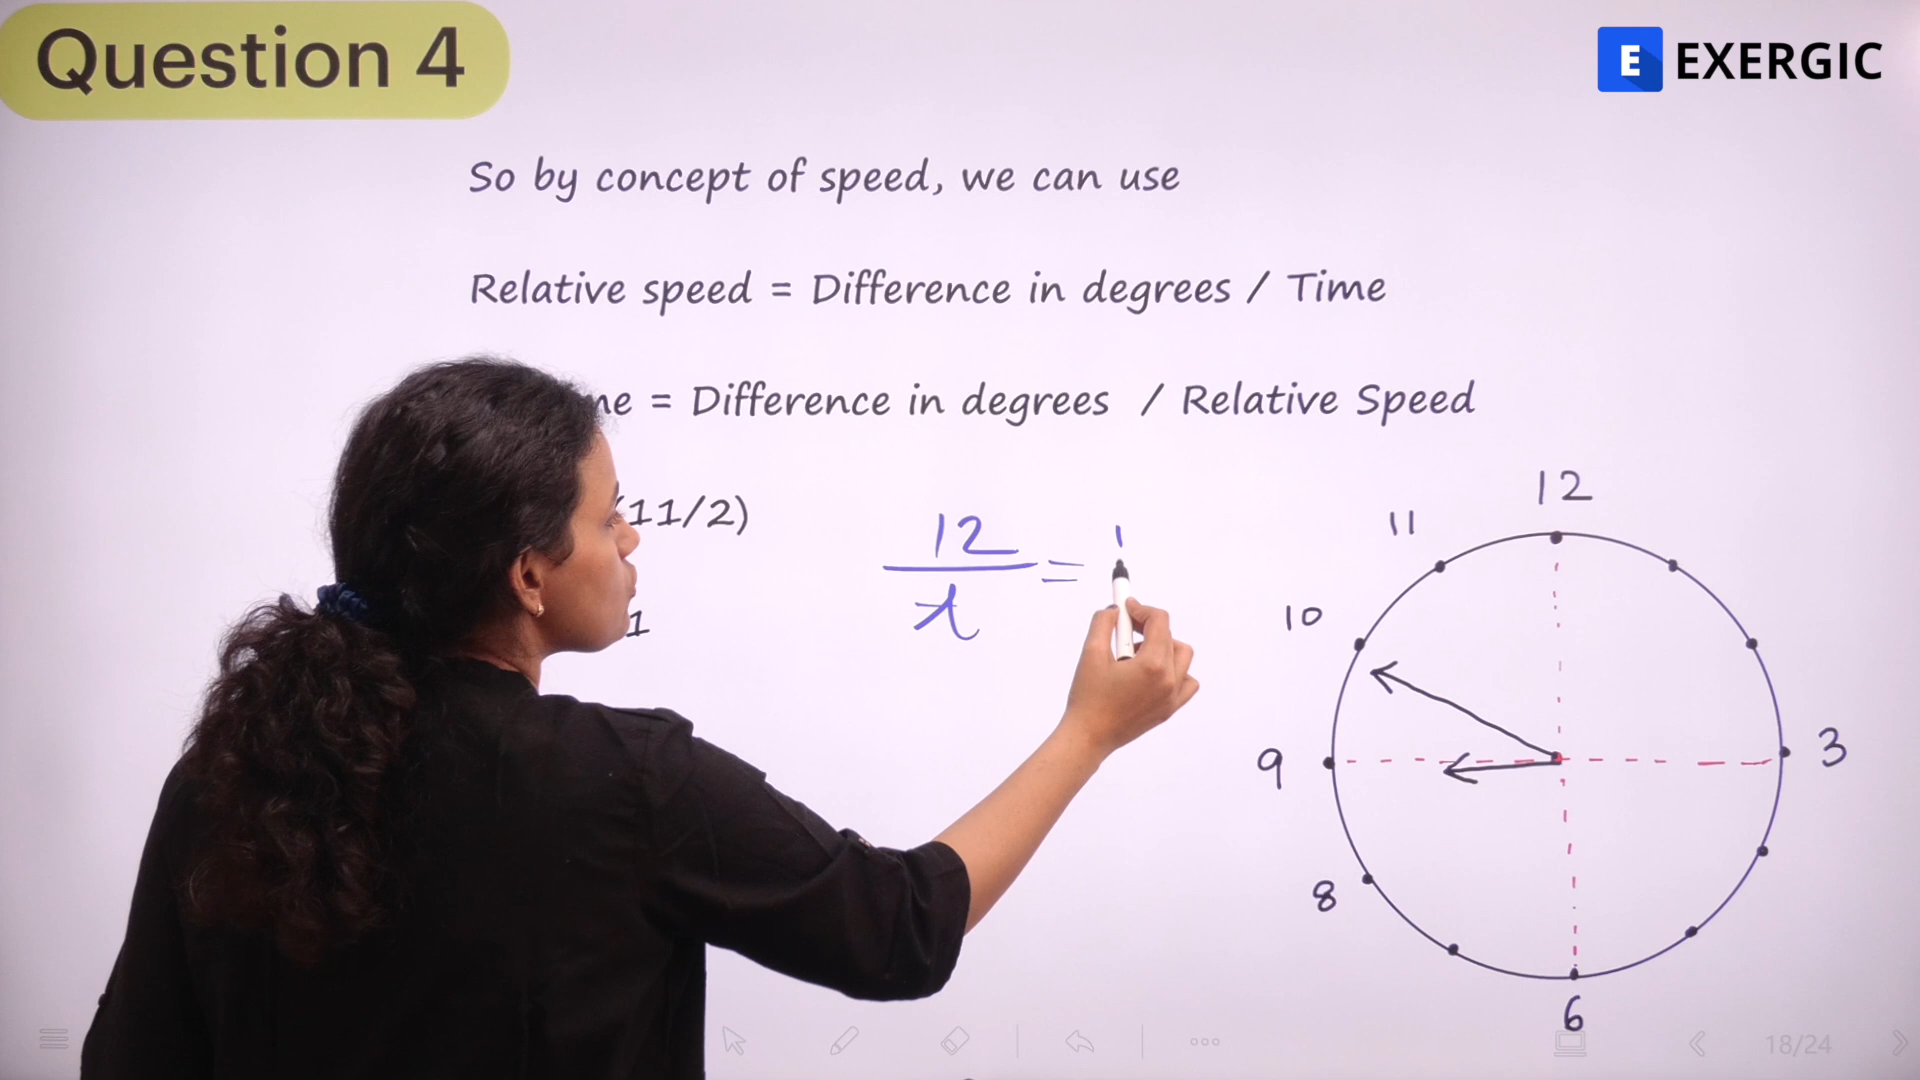 Question 4
E EXERGIC
So by concept of speed, we can use
Relative speed = Difference in degrees / Time
= Difference in degrees / Relative Speed
(11/2)
1
12
x
=
12
11
10
9
3
8
6
18/24